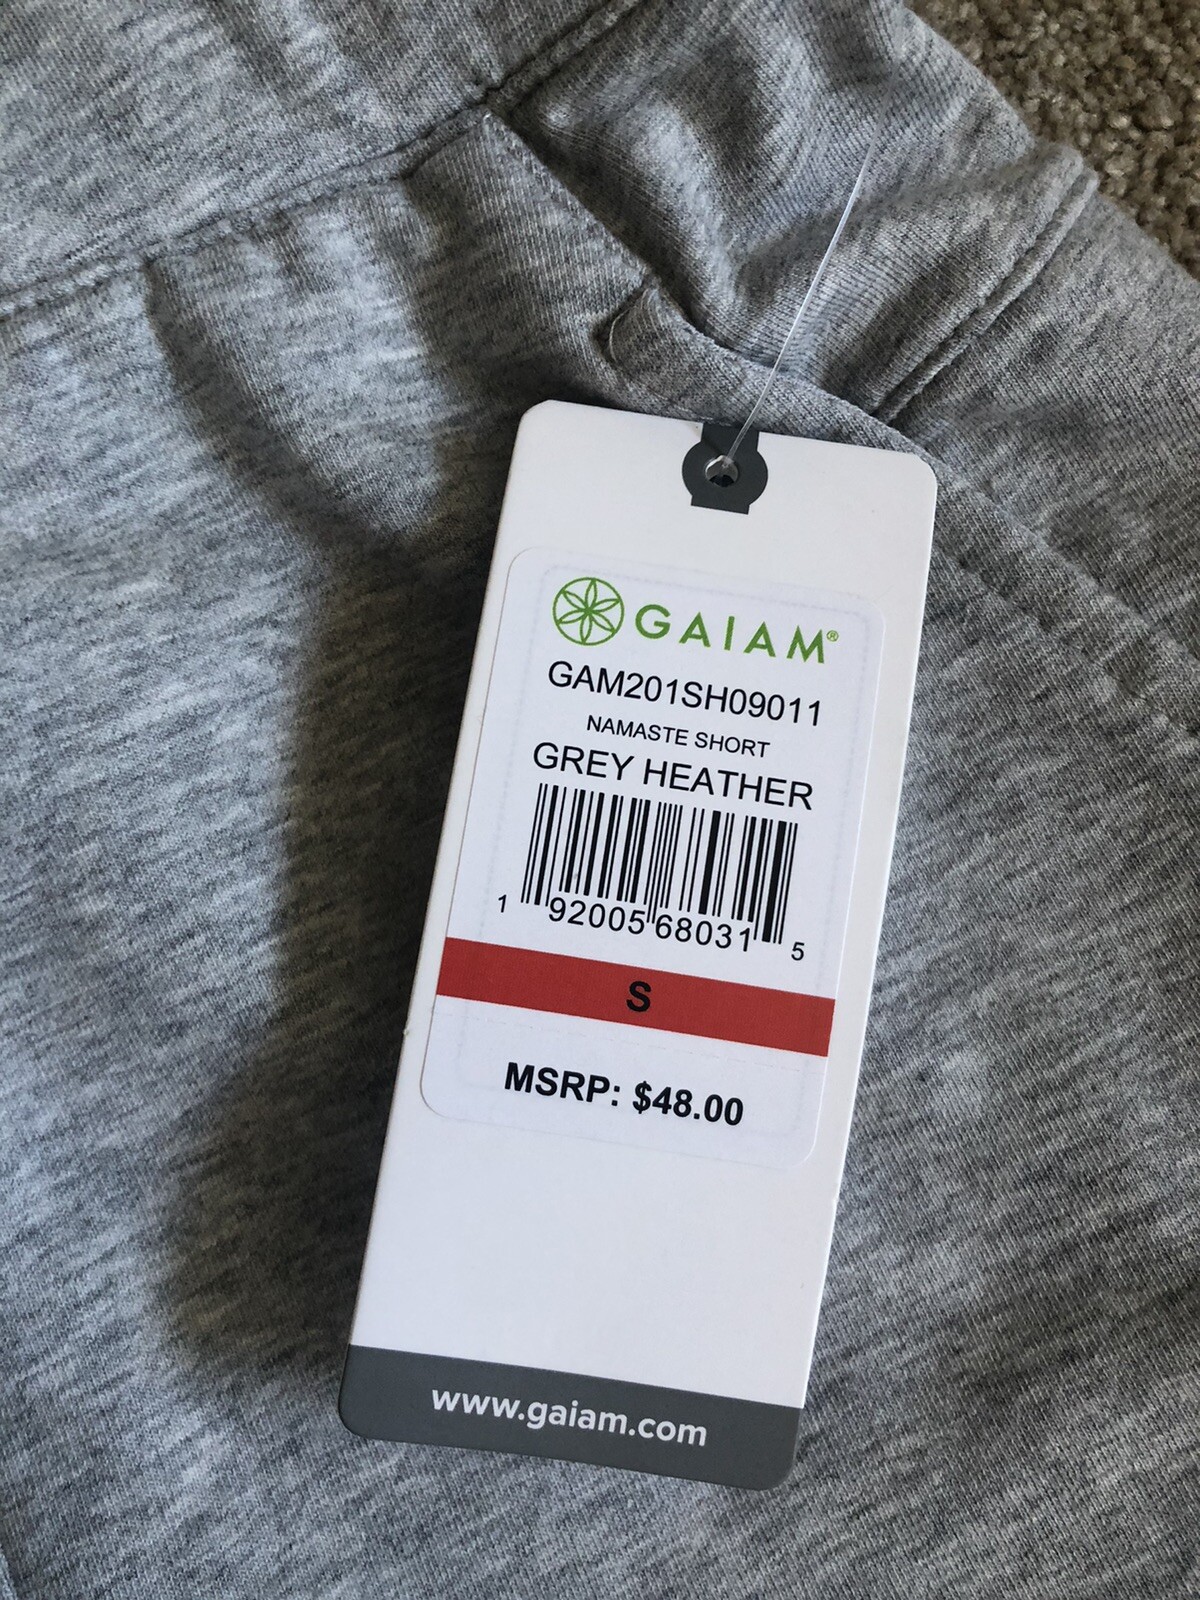 GAIAM®
GAM201SH09011
NAMASTE SHORT
GREY HEATHER
1 92005 68031 5
S
MSRP: $48.00
www.gaiam.com